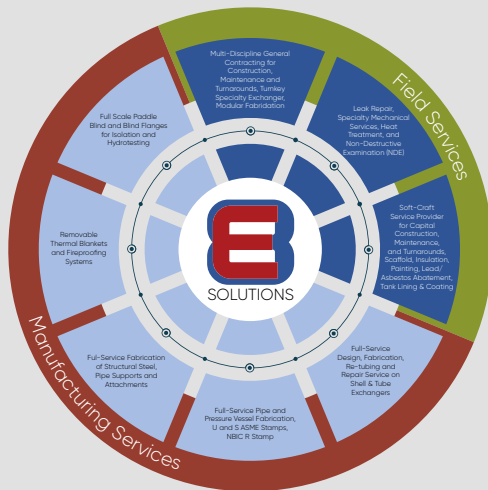 Multi-Discipline General
Contracting for
Construction,
Maintenance and
Turnarounds, Turnkey
Specialty Exchanger,
Modular Fabridation
Field Services
Leak Repair,
Specialty Mechanical
Services, Heat
Treatment, and
Non-Destructive
Examination (NDE)
Soft-Craft
Service Provider
for Capital
Construction,
Maintenance,
and Turnarounds,
Scaffold, Insulation,
Painting, Lead/
Asbestos Abatement,
Tank Lining & Coating
Full-Service
Design, Fabrication,
Re-tubing and
Repair Service on
Shell & Tube
Exchangers
Full-Service Pipe and
Pressure Vessel Fabrication,
U and S ASME Stamps,
NBIC R Stamp
Ful-Service Fabrication
of Structural Steel,
Pipe Supports and
Attachments
Removable
Thermal Blankets
and Fireproofing
Systems
Full Scale Paddle
Blind and Blind Flanges
for Isolation and
Hydrotesting
Manufacturing Services
8
SOLUTIONS